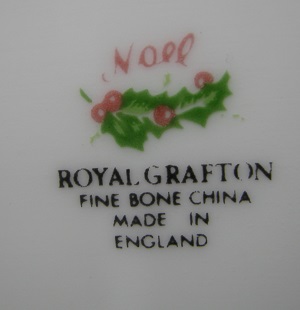 Noel
ROYAL GRAFTON
FINE BONE CHINA
MADE IN
ENGLAND